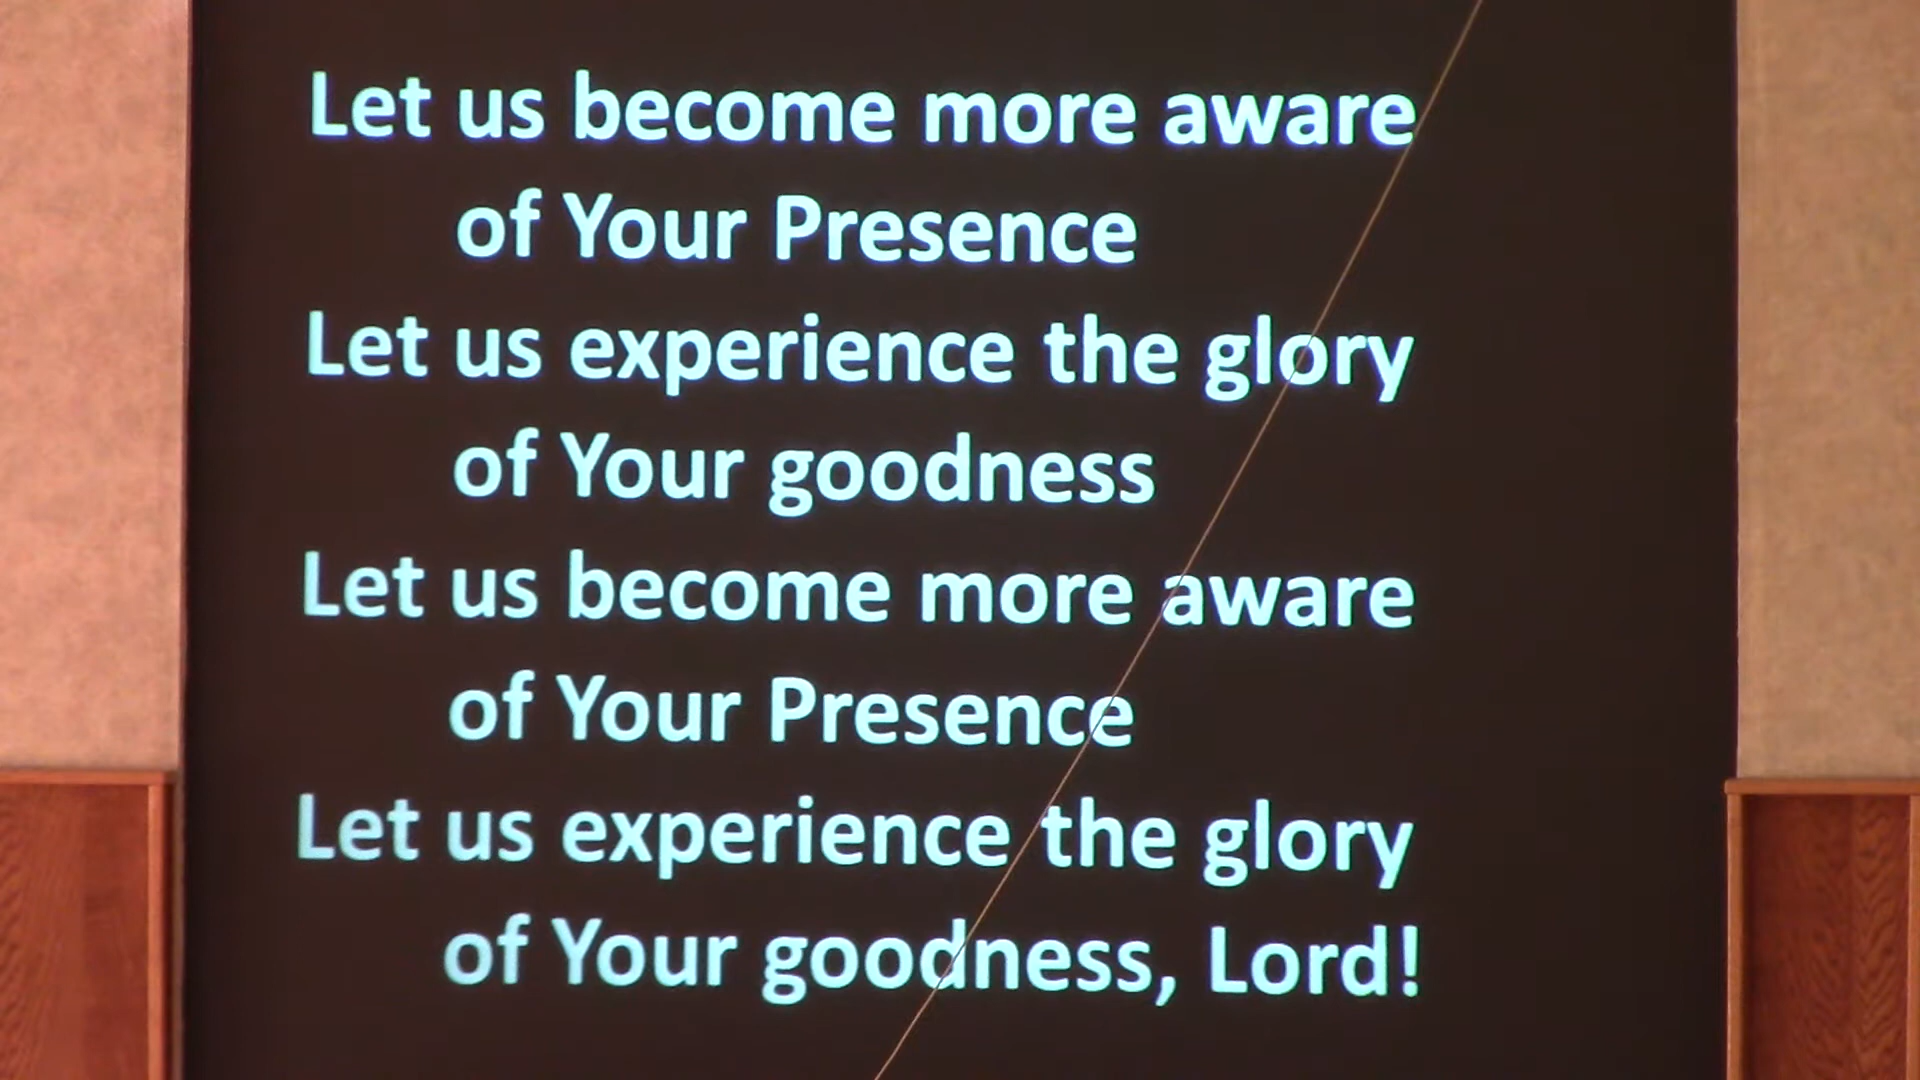 Let us become more aware
of Your Presence
Let us experience the glory
of Your goodness
Let us become more aware
of Your Presence
Let us experience the glory
of Your goodness, Lord!